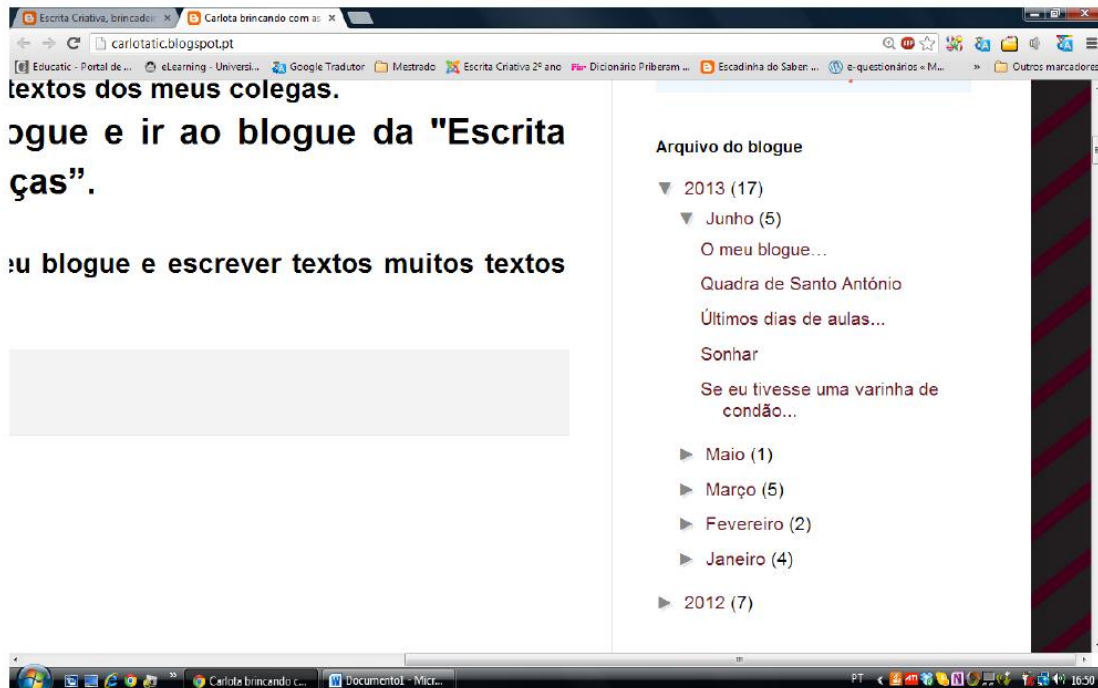 Escrita Criativa, brincadei
Carlota brincando com as
carlotatic.blogspot.pt
Educatic - Portal de ...
eLearning - Universi...
Google Tradutor
Mestrado
Escrita Criativa 2º ano
Dicionário Priberam ...
Escadinha do Saber: ...
e-questionários « M...
»
Outros marcadores
textos dos meus colegas.
ogue e ir ao blogue da "Escrita
ças”.
eu blogue e escrever textos muitos textos
Arquivo do blogue
▼ 2013 (17)
▼ Junho (5)
O meu blogue...
Quadra de Santo António
Últimos dias de aulas...
Sonhar
Se eu tivesse uma varinha de
condão...
► Maio (1)
► Março (5)
► Fevereiro (2)
► Janeiro (4)
► 2012 (7)
Carlota brincando c...
Documento1 - Micr...
PT
16:50